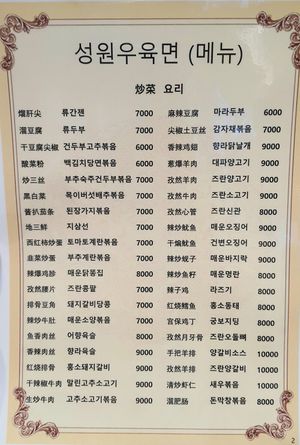 성원우육면 (메뉴)
炒菜 요리
熘肝尖 류간젠 7000
溜豆腐 류두부 7000
干豆腐尖椒 건두부고추볶음 6000
酸菜粉 백김치당면볶음 6000
炒三丝 부추숙주건두부볶음 7000
黑白菜 목이버섯배추볶음 7000
酱扒茄条 된장가지볶음 7000
地三鲜 지삼선 7000
西红柿炒蛋 토마토계란볶음 7000
韭菜炒蛋 부추계란볶음 7000
辣爆鸡胗 매운닭똥집 8000
孜然腰片 즈란콩팥 7000
排骨豆角 돼지갈비당콩 7000
辣炒牛肚 매운소양볶음 7000
鱼香肉丝 어향육슬 8000
香辣肉丝 향라육슬 9000
红烧排骨 홍소돼지갈비 9000
干辣椒牛肉 말린고추소고기 9000
生炒牛肉 고추소고기볶음 9000
麻辣豆腐 마라두부 6000
尖椒土豆丝 감자채볶음 7000
香辣鸡翅 향라닭날개 9000
葱爆羊肉 대파양고기 9000
孜然羊肉 즈란양고기 9000
孜然牛肉 즈란소고기 9000
孜然心管 즈란신관 8000
辣炒鱿鱼 매운오징어 9000
干煸鱿鱼 건번오징어 9000
辣炒蚬子 매운바지락 9000
辣炒鱼籽 매운명란 8000
辣子鸡 라즈기 8000
红烧鲷鱼 홍소통태 8000
宫保鸡丁 궁보지딩 9000
孜然月牙骨 즈란오돌뼈 8000
手把羊排 양갈비소스 10000
孜然羊排 즈란양갈비 10000
清炒虾仁 새우볶음 10000
溜肥肠 돈막창볶음 8000